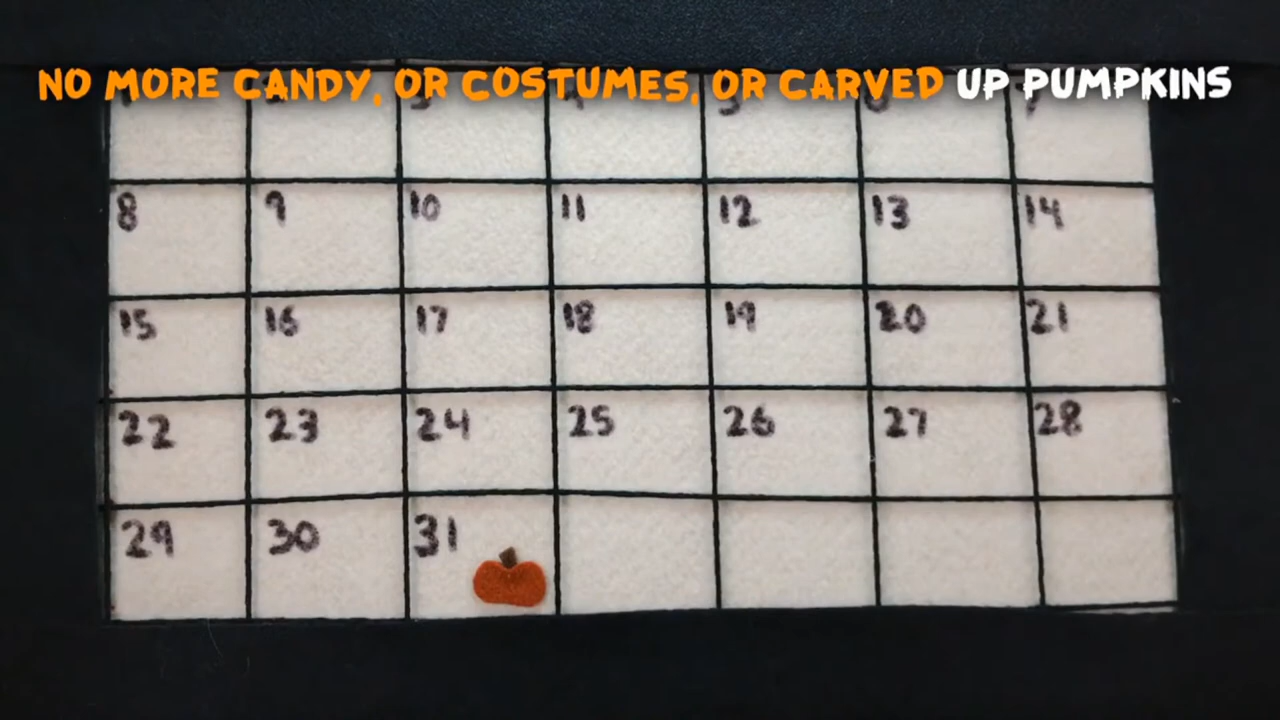 NO MORE CANDY, OR COSTUMES, OR CARVED UP PUMPKINS
8 9 10 11 12 13 14
15 16 17 18 19 20 21
22 23 24 25 26 27 28
29 30 31